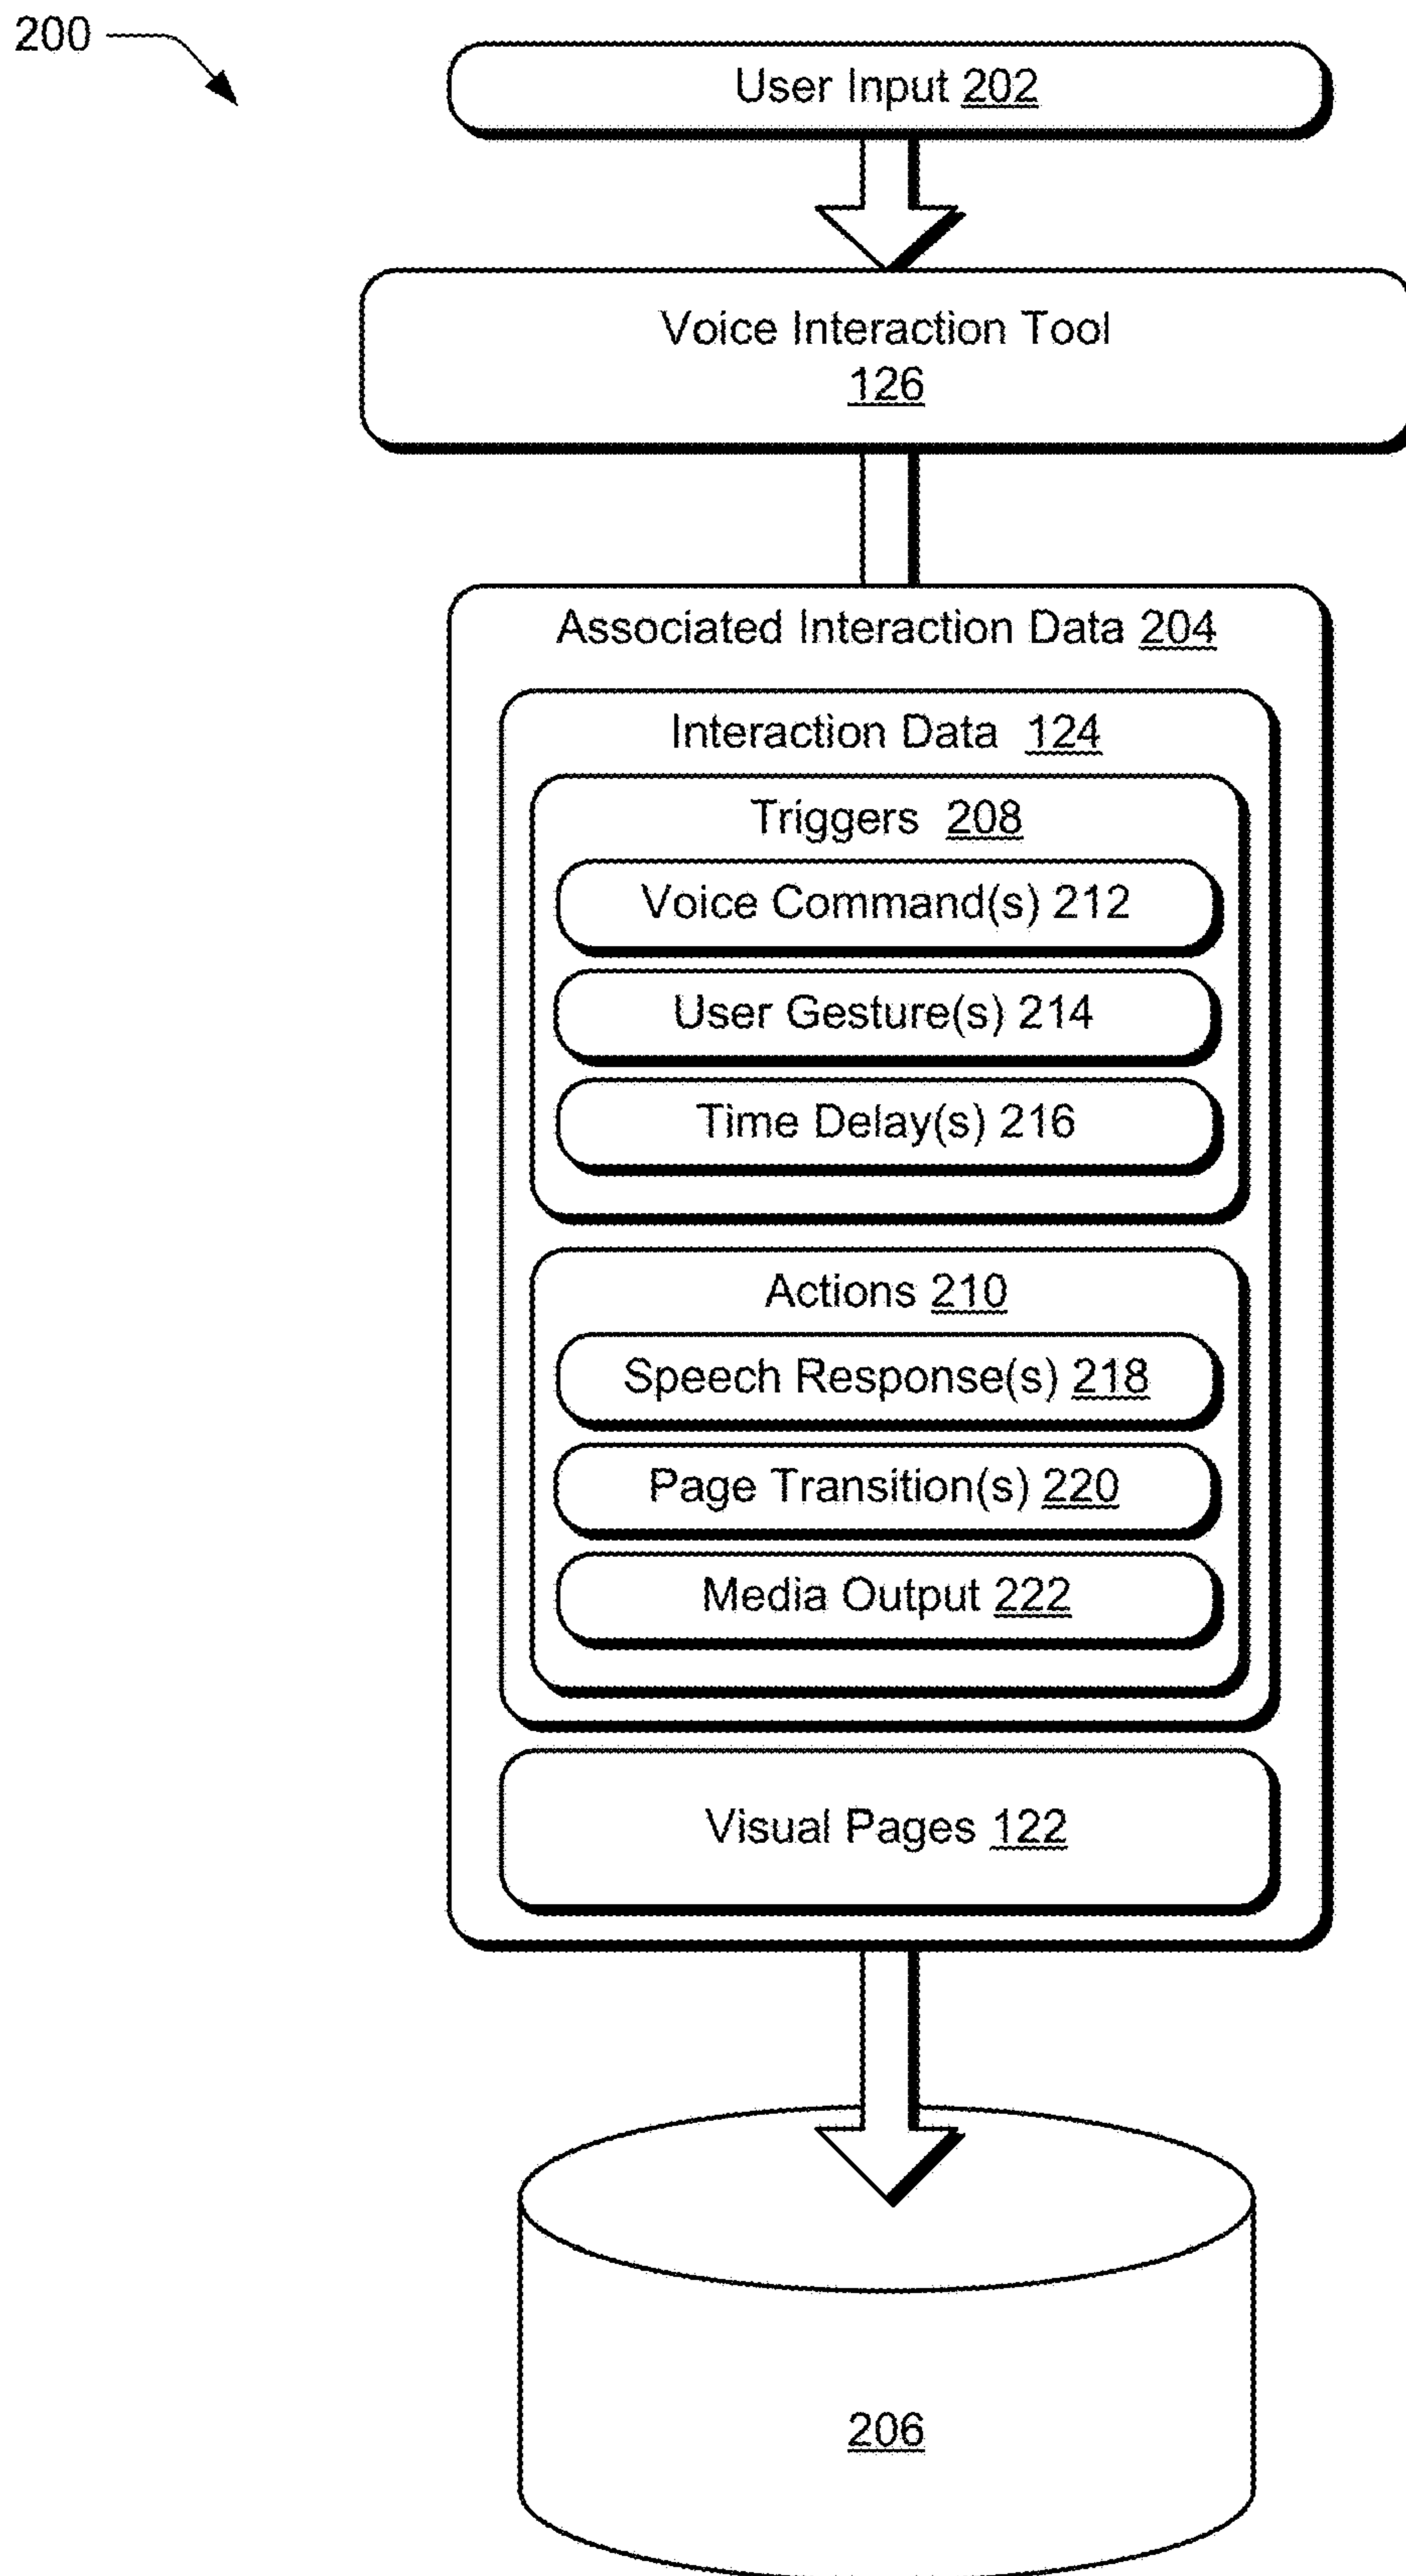 200
User Input 202
Voice Interaction Tool
126
Associated Interaction Data 204
Interaction Data 124
Triggers 208
Voice Command(s) 212
User Gesture(s) 214
Time Delay(s) 216
Actions 210
Speech Response(s) 218
Page Transition(s) 220
Media Output 222
Visual Pages 122
206